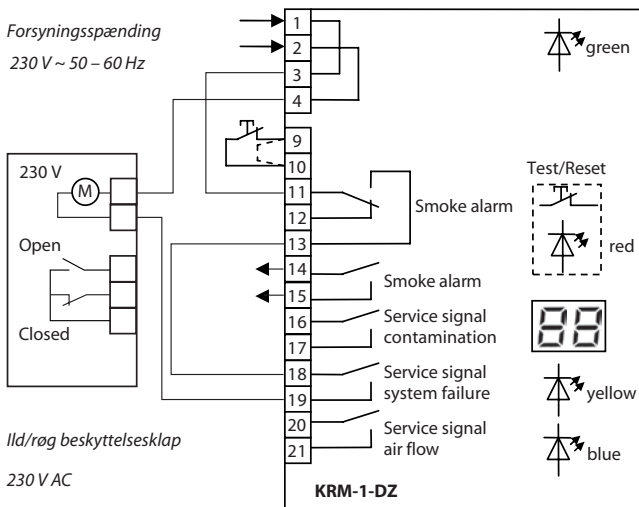 Forsyningsspænding
230 V ~ 50 – 60 Hz
1
2
3
4
9
10
11
12
13
14
15
16
17
18
19
20
21
230 V
M
Open
Closed
Ild/røg beskyttelsesklap
230 V AC
Smoke alarm
Smoke alarm
Service signal
contamination
Service signal
system failure
Service signal
air flow
KRM-1-DZ
green
Test/Reset
red
88
yellow
blue